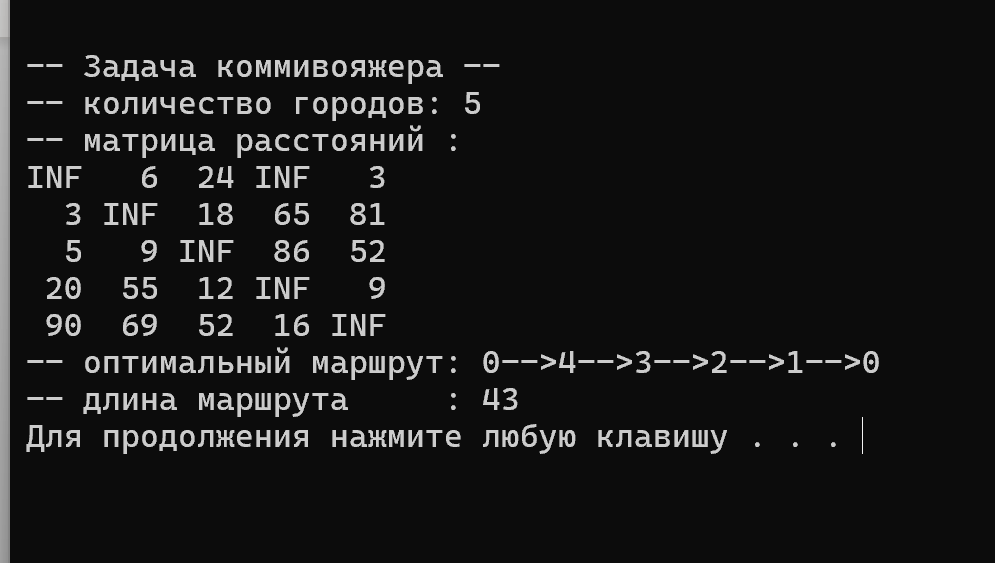 -- Задача коммивояжера --
-- количество городов: 5
-- матрица расстояний :
INF   6  24 INF   3
  3 INF  18  65  81
  5   9 INF  86  52
 20  55  12 INF   9
 90  69  52  16 INF
-- оптимальный маршрут: 0-->4-->3-->2-->1-->0
-- длина маршрута     : 43
Для продолжения нажмите любую клавишу . . .